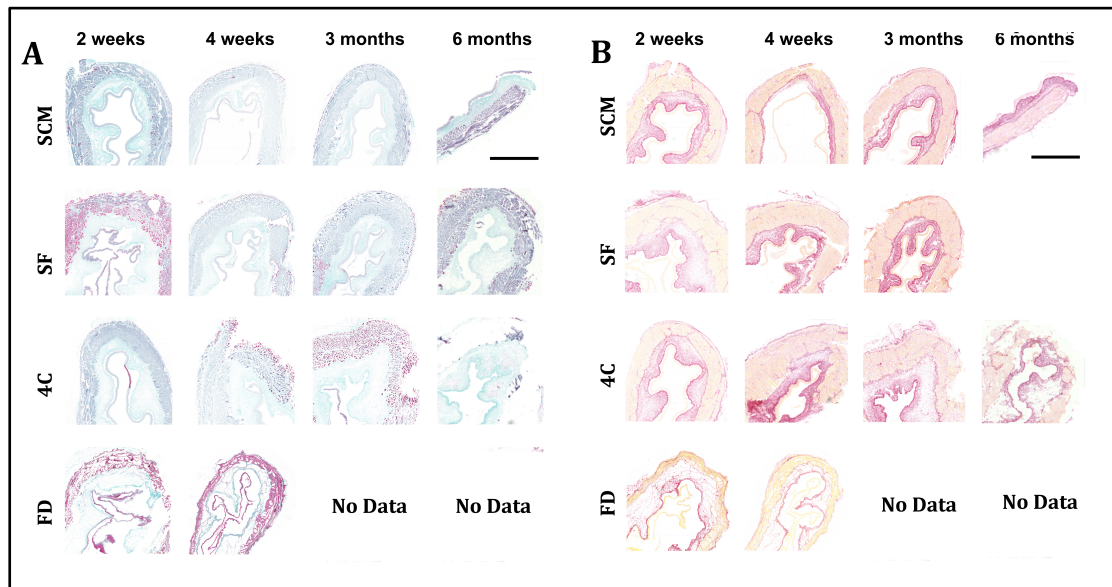 A
2 weeks 4 weeks 3 months 6 months
SCM
SF
4C
FD
No Data No Data
B
2 weeks 4 weeks 3 months 6 months
SCM
SF
4C
FD
No Data No Data